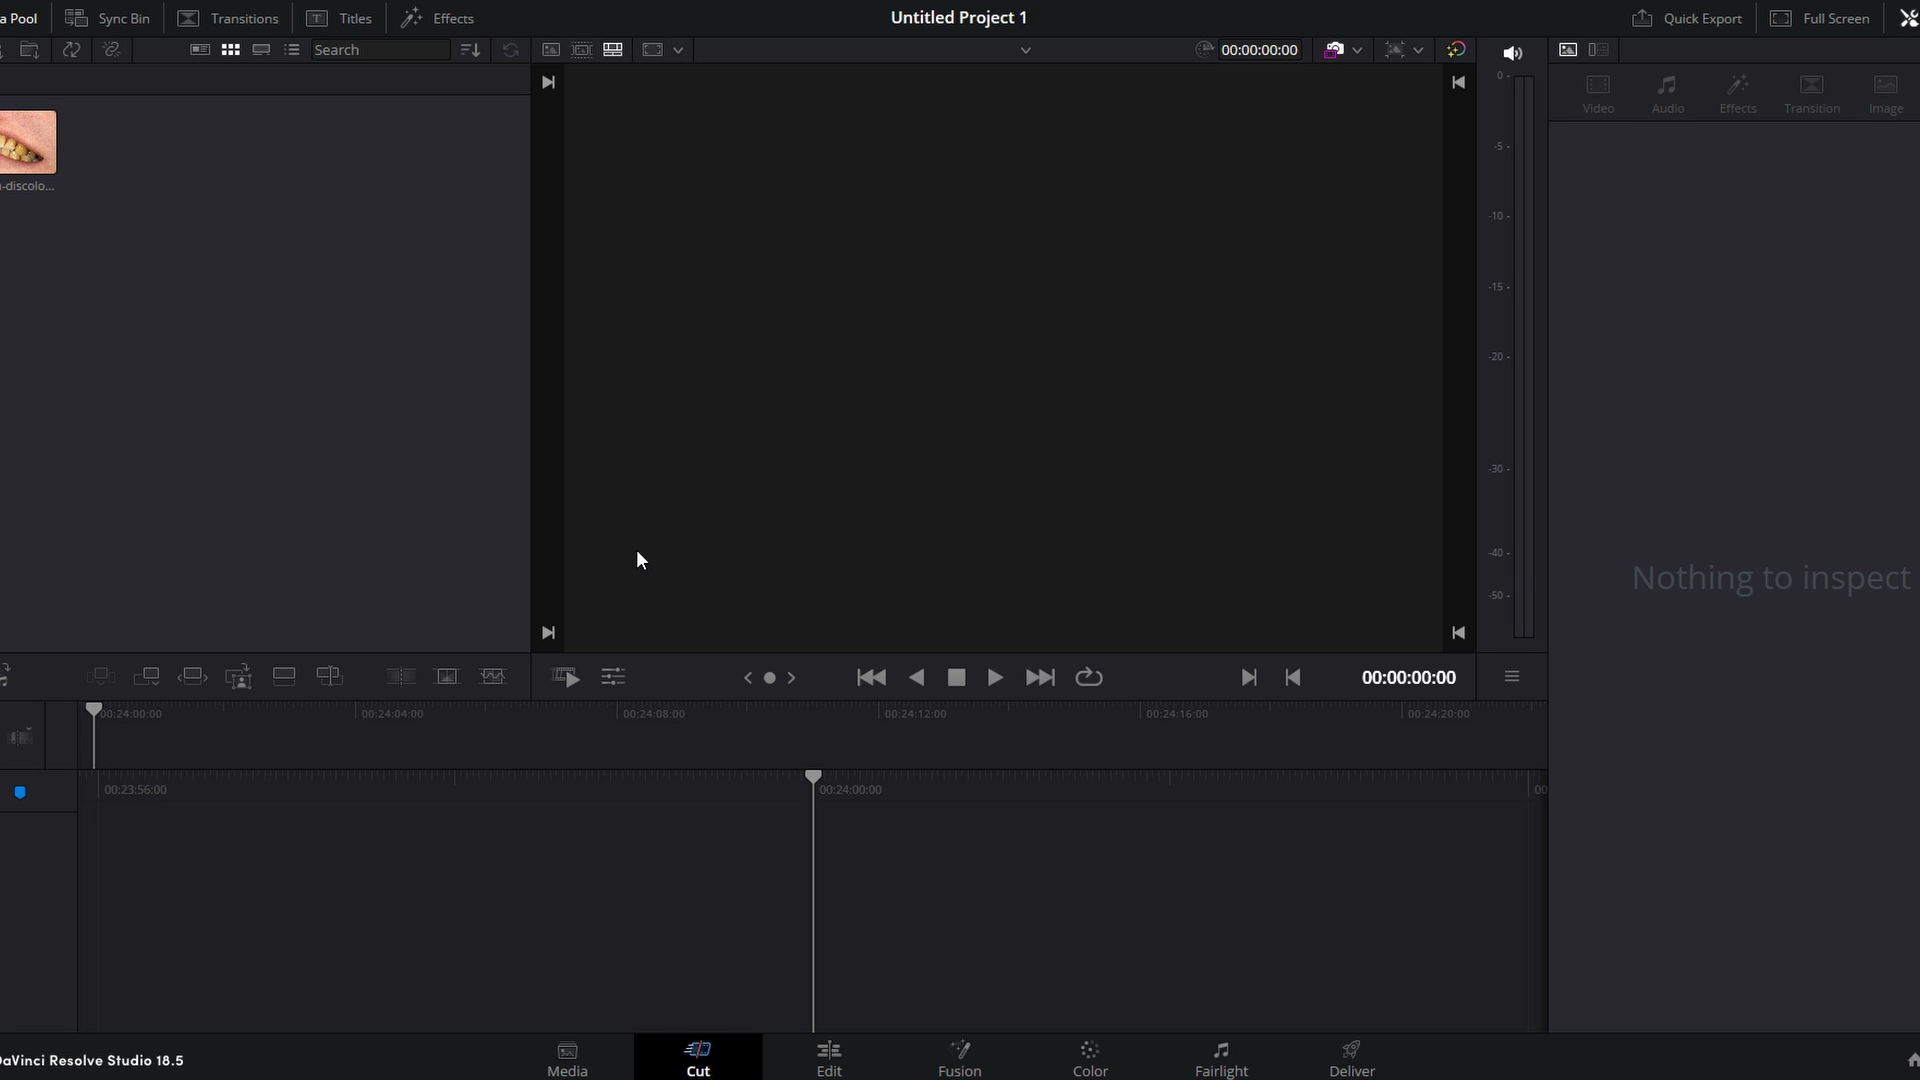 a Pool
Sync Bin
Transitions
Titles
Effects
Untitled Project 1
Quick Export
Full Screen
Search
00:00:00:00
Video
Audio
Effects
Transition
Image
-discolo...
0 -
-5 -
-10 -
-15 -
-20 -
-30 -
-40 -
-50 -
Nothing to inspect
00:00:00:00
00:24:00:00
00:24:04:00
00:24:08:00
00:24:12:00
00:24:16:00
00:24:20:00
00:23:56:00
00:24:00:00
00
DaVinci Resolve Studio 18.5
Media
Cut
Edit
Fusion
Color
Fairlight
Deliver